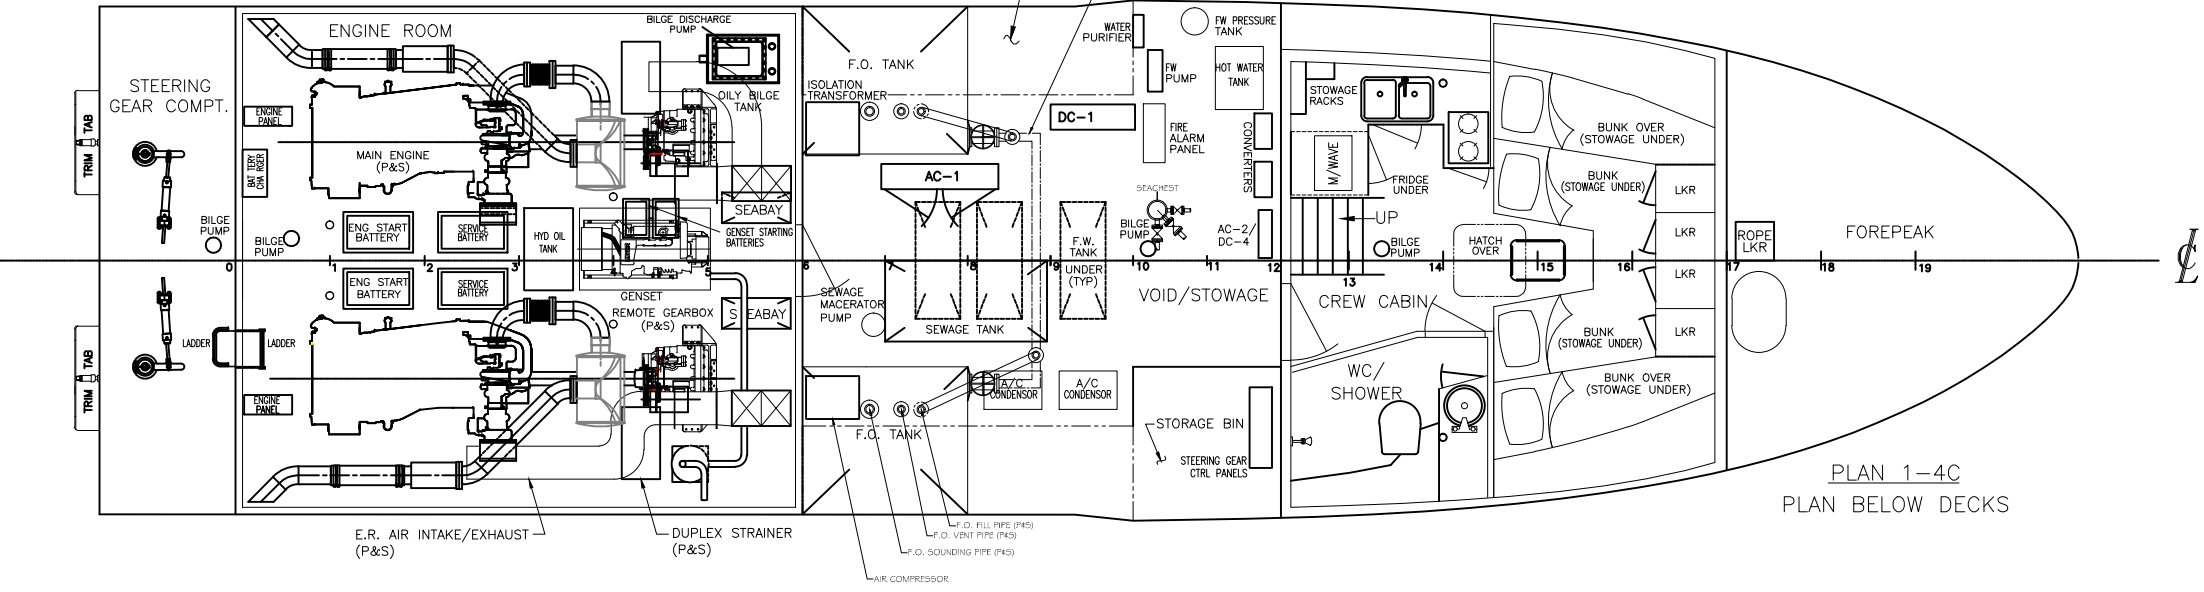 ENGINE ROOM
BILGE DISCHARGE
PUMP
OILY BILGE
TANK
STEERING
GEAR COMPT.
TRIM TAB
ENGINE
PANEL
BAT TERY
CHA RGER
MAIN ENGINE
(P&S)
BILGE
PUMP
BILGE
PUMP
ENG START
BATTERY
SERVICE
BATTERY
HYD OIL
TANK
SEABAY
GENSET STARTING
BATTERIES
ENG START
BATTERY
SERVICE
BATTERY
GENSET
REMOTE GEARBOX
(P&S)
SEABAY
LADDER
LADDER
TRIM TAB
ENGINE
PANEL
E.R. AIR INTAKE/EXHAUST
(P&S)
DUPLEX STRAINER
(P&S)
F.O. TANK
ISOLATION
TRANSFORMER
AC-1
SEWAGE
MACERATOR
PUMP
SEWAGE TANK
F.W.
TANK
UNDER
(TYP)
A/C
CONDENSOR
A/C
CONDENSOR
F.O. TANK
F.O. FILL PIPE (P&S)
F.O. VENT PIPE (P&S)
F.O. SOUNDING PIPE (P&S)
AIR COMPRESSOR
WATER
PURIFIER
FW PRESSURE
TANK
FW
PUMP
HOT WATER
TANK
DC-1
FIRE
ALARM
PANEL
CONVERTERS
SEACHEST
BILGE
PUMP
AC-2/
DC-4
VOID/STOWAGE
STORAGE BIN
STEERING GEAR
CTRL PANELS
STOWAGE
RACKS
M/WAVE
FRIDGE
UNDER
UP
BILGE
PUMP
HATCH
OVER
CREW CABIN
WC/
SHOWER
BUNK OVER
(STOWAGE UNDER)
BUNK
(STOWAGE UNDER)
LKR
LKR
LKR
LKR
BUNK
(STOWAGE UNDER)
BUNK OVER
(STOWAGE UNDER)
ROPE
LKR
FOREPEAK
0 1 2 3 4 5 6 7 8 9 10 11 12 13 14 15 16 17 18 19
℄
PLAN 1-4C
PLAN BELOW DECKS